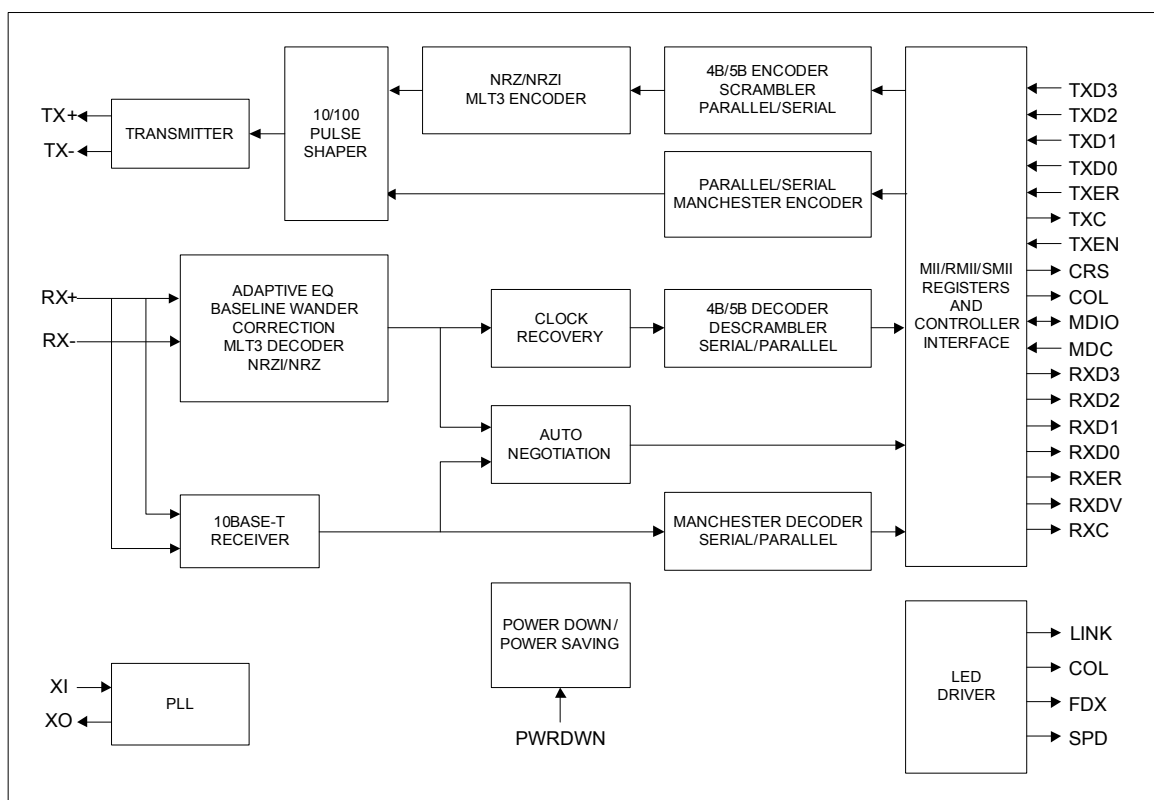 NRZ/NRZI
MLT3 ENCODER
4B/5B ENCODER
SCRAMBLER
PARALLEL/SERIAL
10/100
PULSE
SHAPER
TX+
TX-
TRANSMITTER
PARALLEL/SERIAL
MANCHESTER ENCODER
TXD3
TXD2
TXD1
TXD0
TXER
TXC
TXEN
CRS
COL
MDIO
MDC
RXD3
RXD2
RXD1
RXD0
RXER
RXDV
RXC
MII/RMII/SMII
REGISTERS
AND
CONTROLLER
INTERFACE
RX+
RX-
ADAPTIVE EQ
BASELINE WANDER
CORRECTION
MLT3 DECODER
NRZI/NRZ
CLOCK
RECOVERY
4B/5B DECODER
DESCRAMBLER
SERIAL/PARALLEL
AUTO
NEGOTIATION
10BASE-T
RECEIVER
MANCHESTER DECODER
SERIAL/PARALLEL
POWER DOWN/
POWER SAVING
PWRDWN
XI
XO
PLL
LED
DRIVER
LINK
COL
FDX
SPD